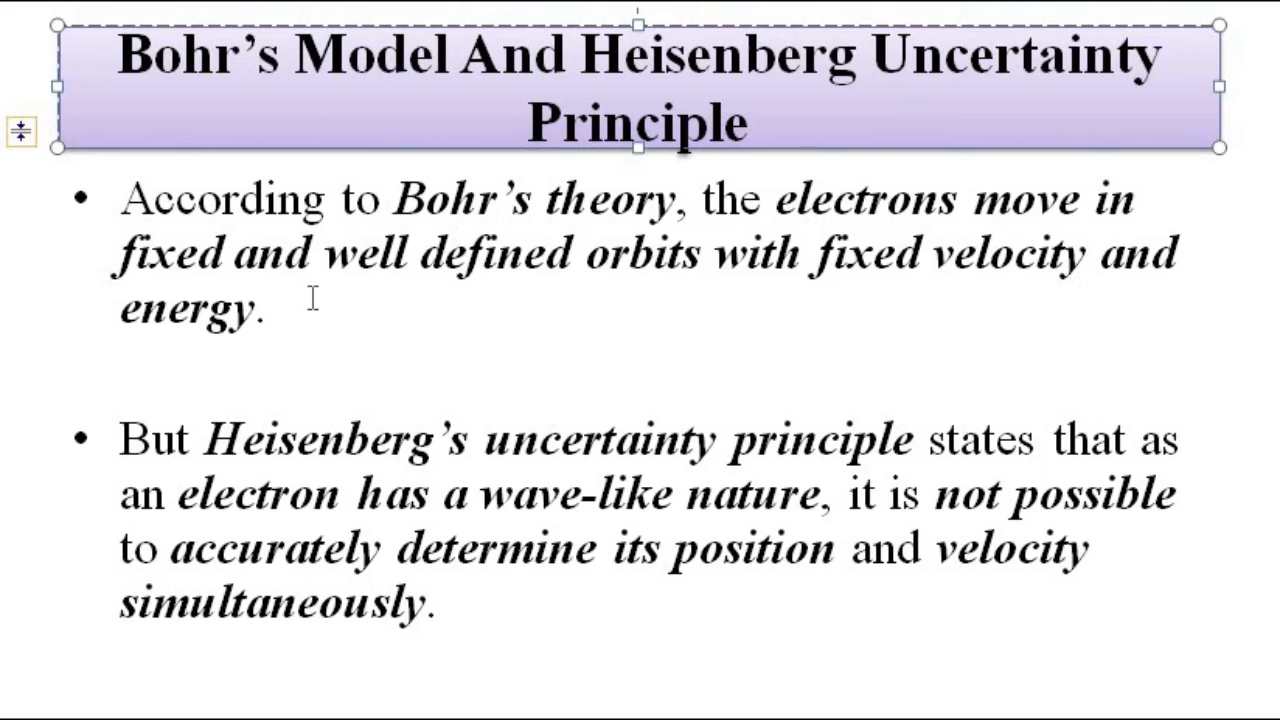 Bohr’s Model And Heisenberg Uncertainty
Principle
• According to Bohr’s theory, the electrons move in
fixed and well defined orbits with fixed velocity and
energy.
• But Heisenberg’s uncertainty principle states that as
an electron has a wave-like nature, it is not possible
to accurately determine its position and velocity
simultaneously.